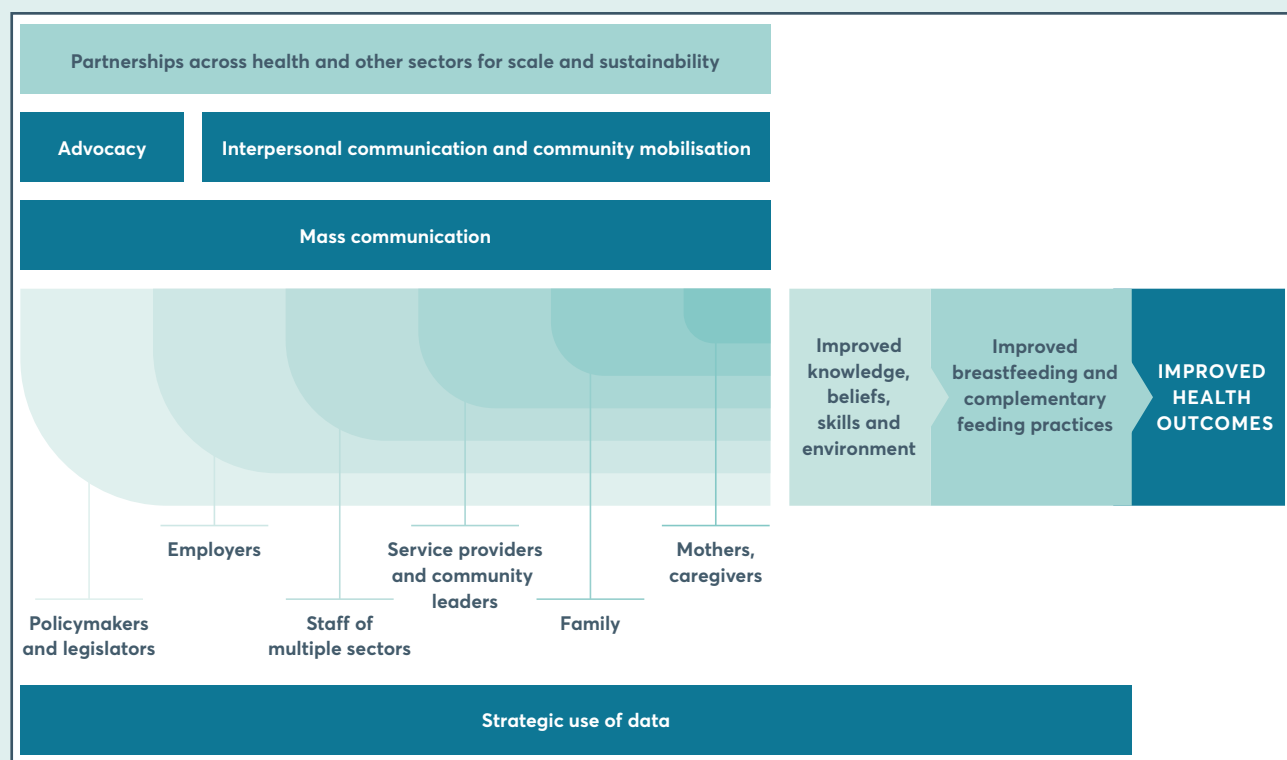 Partnerships across health and other sectors for scale and sustainability
Advocacy
Interpersonal communication and community mobilisation
Mass communication
Improved
knowledge,
beliefs,
skills and
environment
Improved
breastfeeding and
complementary
feeding practices
IMPROVED
HEALTH
OUTCOMES
Policymakers
and legislators
Employers
Staff of
multiple sectors
Service providers
and community
leaders
Family
Mothers,
caregivers
Strategic use of data